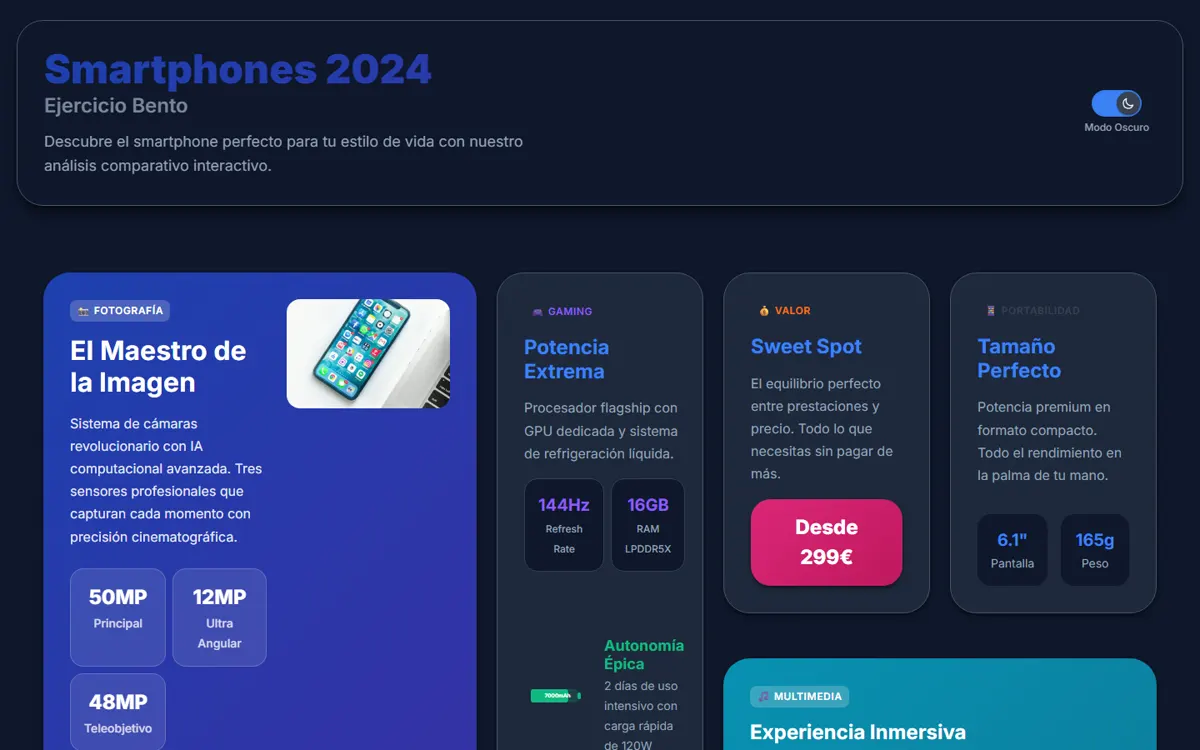 Smartphones 2024
Ejercicio Bento
Descubre el smartphone perfecto para tu estilo de vida con nuestro
análisis comparativo interactivo.
Modo Oscuro
FOTOGRAFÍA
El Maestro de
la Imagen
Sistema de cámaras
revolucionario con IA
computacional avanzada. Tres
sensores profesionales que
capturan cada momento con
precisión cinematográfica.
50MP
Principal
12MP
Ultra
Angular
48MP
Teleobjetivo
GAMING
Potencia
Extrema
Procesador flagship con
GPU dedicada y sistema
de refrigeración líquida.
144Hz
Refresh
Rate
16GB
RAM
LPDDR5X
7000mAh
Autonomía
Épica
2 días de uso
intensivo con
carga rápida
de 120W
VALOR
Sweet Spot
El equilibrio perfecto
entre prestaciones y
precio. Todo lo que
necesitas sin pagar de
más.
Desde
299€
PORTABILIDAD
Tamaño
Perfecto
Potencia premium en
formato compacto.
Todo el rendimiento en
la palma de tu mano.
6.1"
Pantalla
165g
Peso
MULTIMEDIA
Experiencia Inmersiva